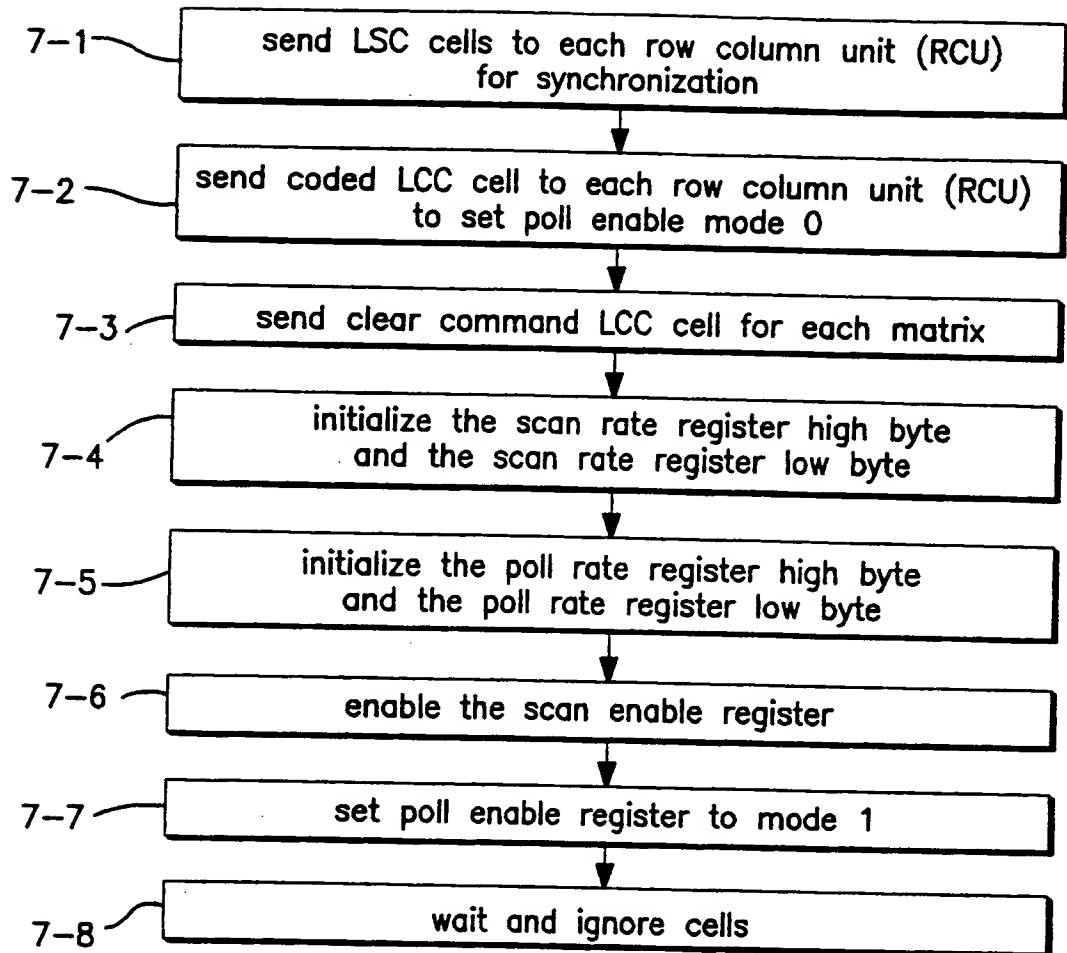 7-1
send LSC cells to each row column unit (RCU)
for synchronization
7-2
send coded LCC cell to each row column unit (RCU)
to set poll enable mode 0
7-3
send clear command LCC cell for each matrix
7-4
initialize the scan rate register high byte
and the scan rate register low byte
7-5
initialize the poll rate register high byte
and the poll rate register low byte
7-6
enable the scan enable register
7-7
set poll enable register to mode 1
7-8
wait and ignore cells